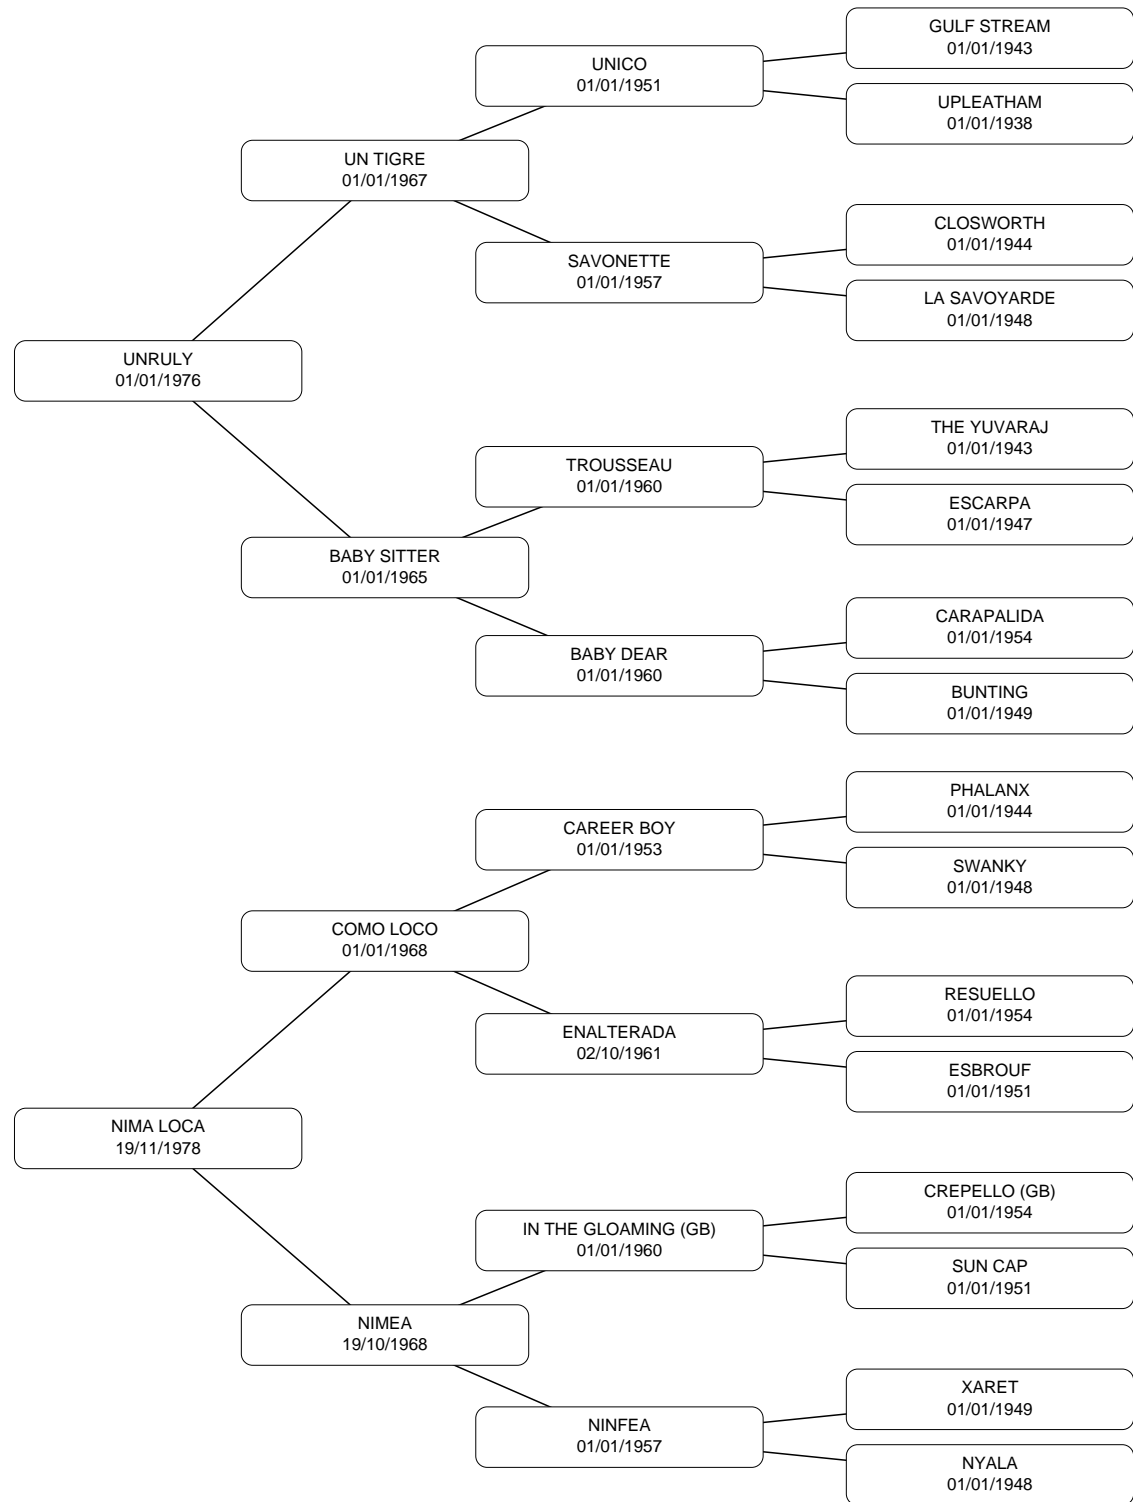 GULF STREAM
01/01/1943
UNICO
01/01/1951
UPLEATHAM
01/01/1938
UN TIGRE
01/01/1967
CLOSWORTH
01/01/1944
SAVONETTE
01/01/1957
LA SAVOYARDE
01/01/1948
UNRULY
01/01/1976
THE YUVARAJ
01/01/1943
TROUSSEAU
01/01/1960
ESCARPA
01/01/1947
BABY SITTER
01/01/1965
CARAPALIDA
01/01/1954
BABY DEAR
01/01/1960
BUNTING
01/01/1949
PHALANX
01/01/1944
CAREER BOY
01/01/1953
SWANKY
01/01/1948
COMO LOCO
01/01/1968
RESUELLO
01/01/1954
ENALTERADA
02/10/1961
ESBROUF
01/01/1951
NIMA LOCA
19/11/1978
CREPELLO (GB)
01/01/1954
IN THE GLOAMING (GB)
01/01/1960
SUN CAP
01/01/1951
NIMEA
19/10/1968
XARET
01/01/1949
NINFEA
01/01/1957
NYALA
01/01/1948